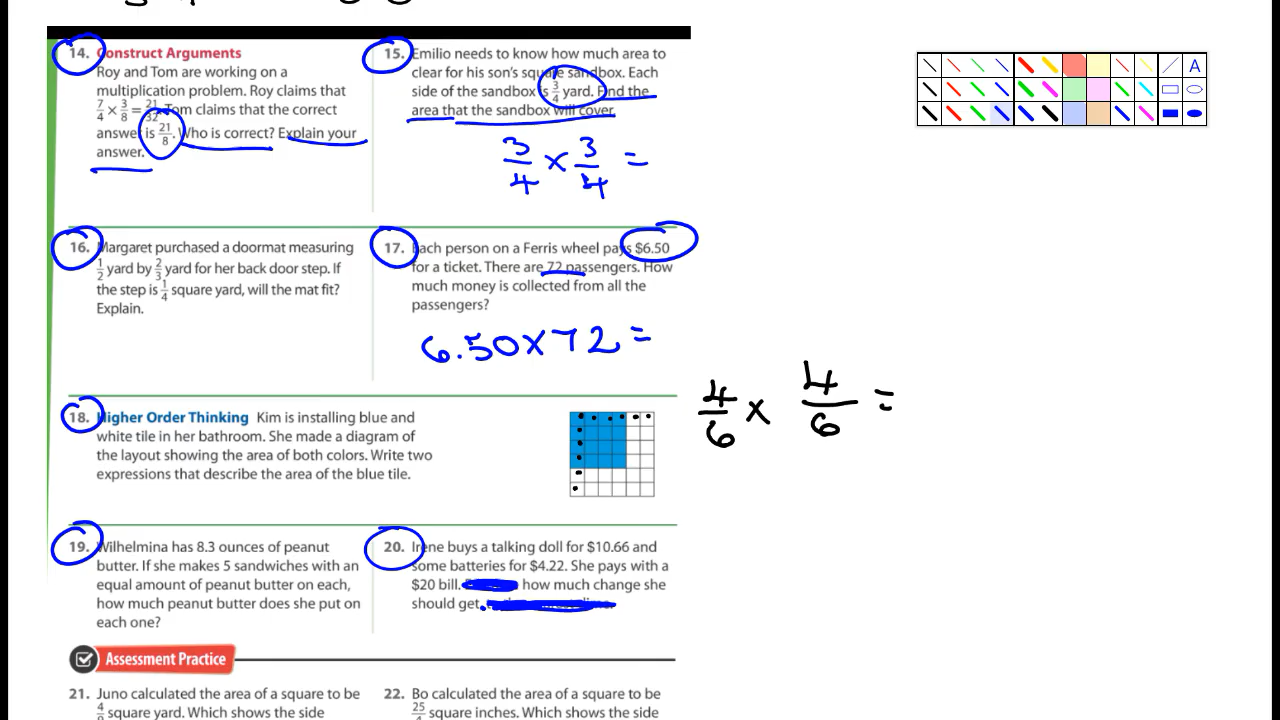 14. Construct Arguments
Roy and Tom are working on a
multiplication problem. Roy claims that
7/4 × 3/8 = 21/32. Tom claims that the correct
answer is 21/8. Who is correct? Explain your
answer.
15. Emilio needs to know how much area to
clear for his son's square sandbox. Each
side of the sandbox is 3/4 yard. Find the
area that the sandbox will cover.
3/4 × 3/4 =
16. Margaret purchased a doormat measuring
1/2 yard by 2/3 yard for her back door step. If
the step is 1/4 square yard, will the mat fit?
Explain.
17. Each person on a Ferris wheel pays $6.50
for a ticket. There are 72 passengers. How
much money is collected from all the
passengers?
6.50×72=
18. Higher Order Thinking Kim is installing blue and
white tile in her bathroom. She made a diagram of
the layout showing the area of both colors. Write two
expressions that describe the area of the blue tile.
4/6 × 4/6 =
19. Wilhelmina has 8.3 ounces of peanut
butter. If she makes 5 sandwiches with an
equal amount of peanut butter on each,
how much peanut butter does she put on
each one?
20. Irene buys a talking doll for $10.66 and
some batteries for $4.22. She pays with a
$20 bill. how much change she
should get.
Assessment Practice
21. Juno calculated the area of a square to be
4/9 square yard. Which shows the side
22. Bo calculated the area of a square to be
25/4 square inches. Which shows the side
A